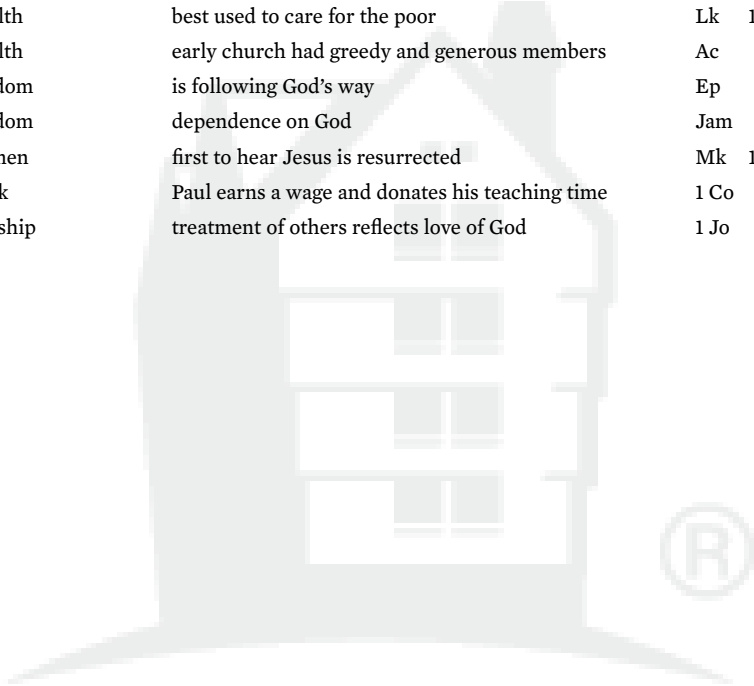 lth best used to care for the poor Lk 1
lth early church had greedy and generous members Ac
dom is following God’s way Ep
dom dependence on God Jam
nen first to hear Jesus is resurrected Mk 1
k Paul earns a wage and donates his teaching time 1 Co
ship treatment of others reflects love of God 1 Jo
®